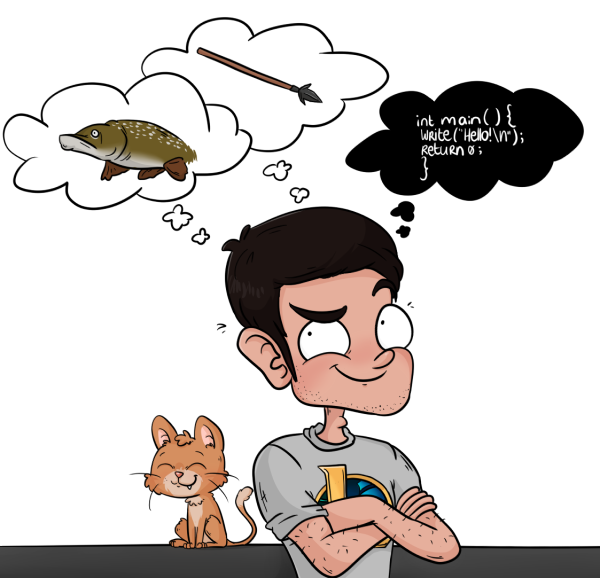 int main() {
write("Hello!\n");
return 0;
}
L